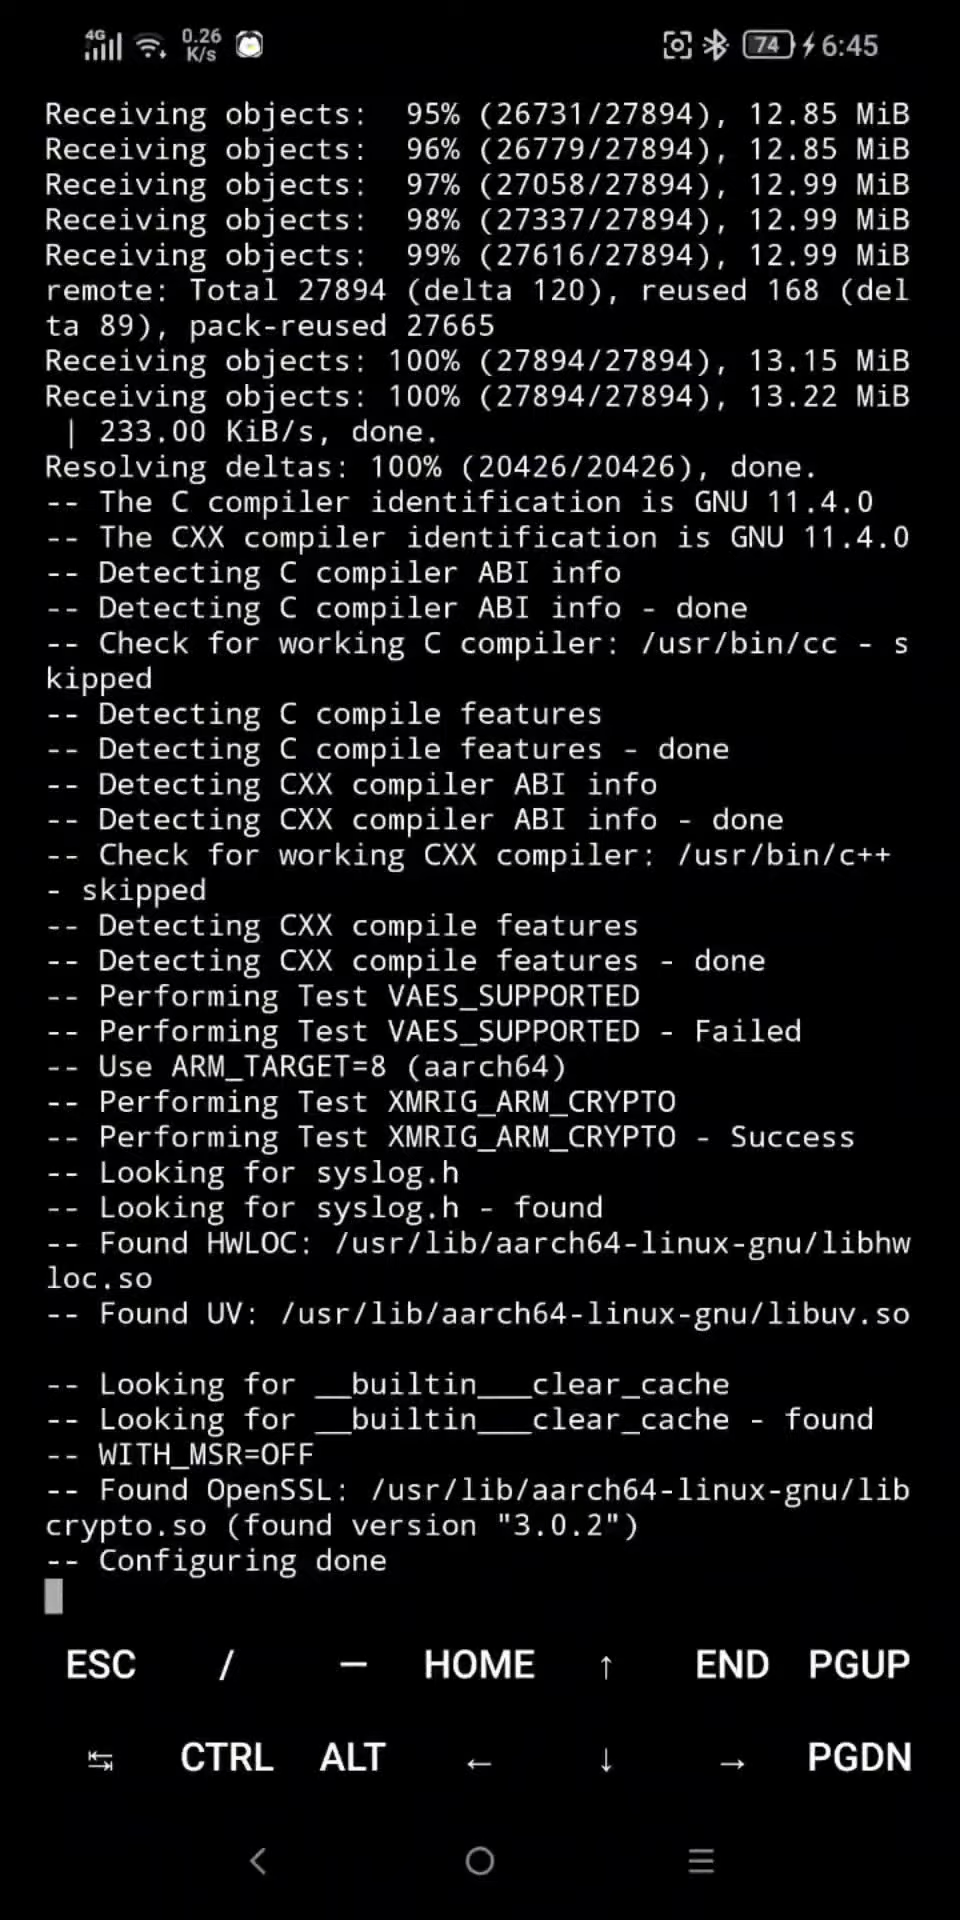 4G 0.26 K/s 74 6:45
Receiving objects:  95% (26731/27894), 12.85 MiB
Receiving objects:  96% (26779/27894), 12.85 MiB
Receiving objects:  97% (27058/27894), 12.99 MiB
Receiving objects:  98% (27337/27894), 12.99 MiB
Receiving objects:  99% (27616/27894), 12.99 MiB
remote: Total 27894 (delta 120), reused 168 (del
ta 89), pack-reused 27665
Receiving objects: 100% (27894/27894), 13.15 MiB
Receiving objects: 100% (27894/27894), 13.22 MiB
 | 233.00 KiB/s, done.
Resolving deltas: 100% (20426/20426), done.
-- The C compiler identification is GNU 11.4.0
-- The CXX compiler identification is GNU 11.4.0
-- Detecting C compiler ABI info
-- Detecting C compiler ABI info - done
-- Check for working C compiler: /usr/bin/cc - s
kipped
-- Detecting C compile features
-- Detecting C compile features - done
-- Detecting CXX compiler ABI info
-- Detecting CXX compiler ABI info - done
-- Check for working CXX compiler: /usr/bin/c++
- skipped
-- Detecting CXX compile features
-- Detecting CXX compile features - done
-- Performing Test VAES_SUPPORTED
-- Performing Test VAES_SUPPORTED - Failed
-- Use ARM_TARGET=8 (aarch64)
-- Performing Test XMRIG_ARM_CRYPTO
-- Performing Test XMRIG_ARM_CRYPTO - Success
-- Looking for syslog.h
-- Looking for syslog.h - found
-- Found HWLOC: /usr/lib/aarch64-linux-gnu/libhw
loc.so
-- Found UV: /usr/lib/aarch64-linux-gnu/libuv.so
-- Looking for __builtin___clear_cache
-- Looking for __builtin___clear_cache - found
-- WITH_MSR=OFF
-- Found OpenSSL: /usr/lib/aarch64-linux-gnu/lib
crypto.so (found version "3.0.2")
-- Configuring done
ESC / — HOME ↑ END PGUP
↹ CTRL ALT ← ↓ → PGDN